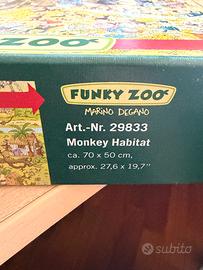 FUNKY ZOO
MARINO DEGANO
Art.-Nr. 29833
Monkey Habitat
ca. 70 x 50 cm,
approx. 27,6 x 19,7"
subito